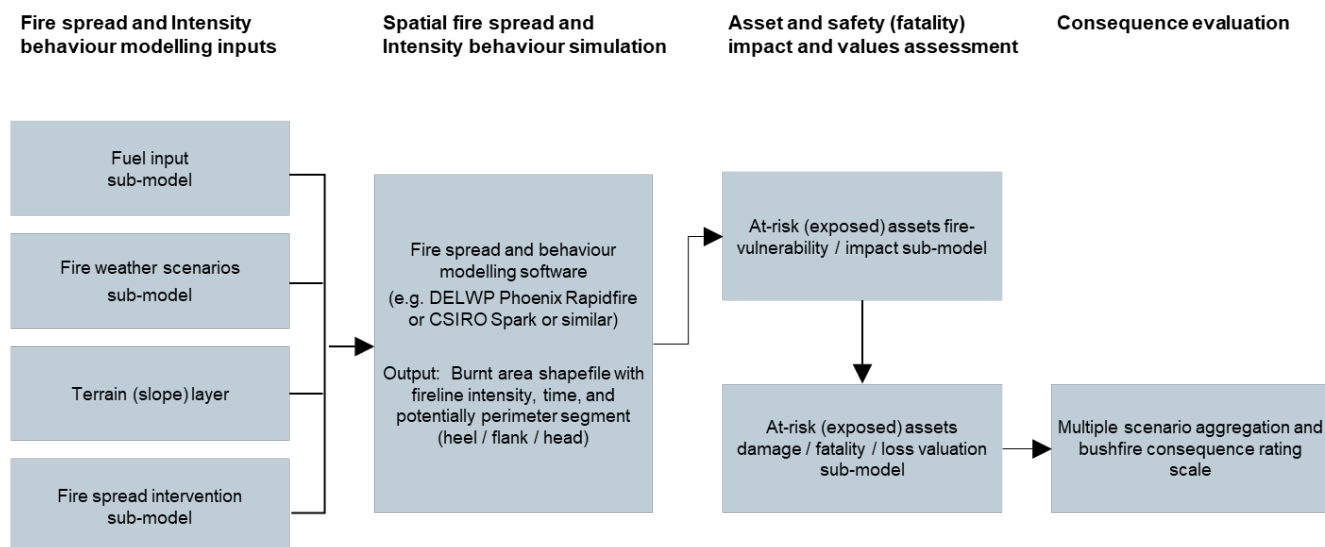 Fire spread and Intensity
behaviour modelling inputs
Spatial fire spread and
Intensity behaviour simulation
Asset and safety (fatality)
impact and values assessment
Consequence evaluation
Fuel input
sub-model
Fire weather scenarios
sub-model
Terrain (slope) layer
Fire spread intervention
sub-model
Fire spread and behaviour
modelling software
(e.g. DELWP Phoenix Rapidfire
or CSIRO Spark or similar)
Output: Burnt area shapefile with
fireline intensity, time, and
potentially perimeter segment
(heel / flank / head)
At-risk (exposed) assets fire-
vulnerability / impact sub-model
At-risk (exposed) assets
damage / fatality / loss valuation
sub-model
Multiple scenario aggregation and
bushfire consequence rating
scale